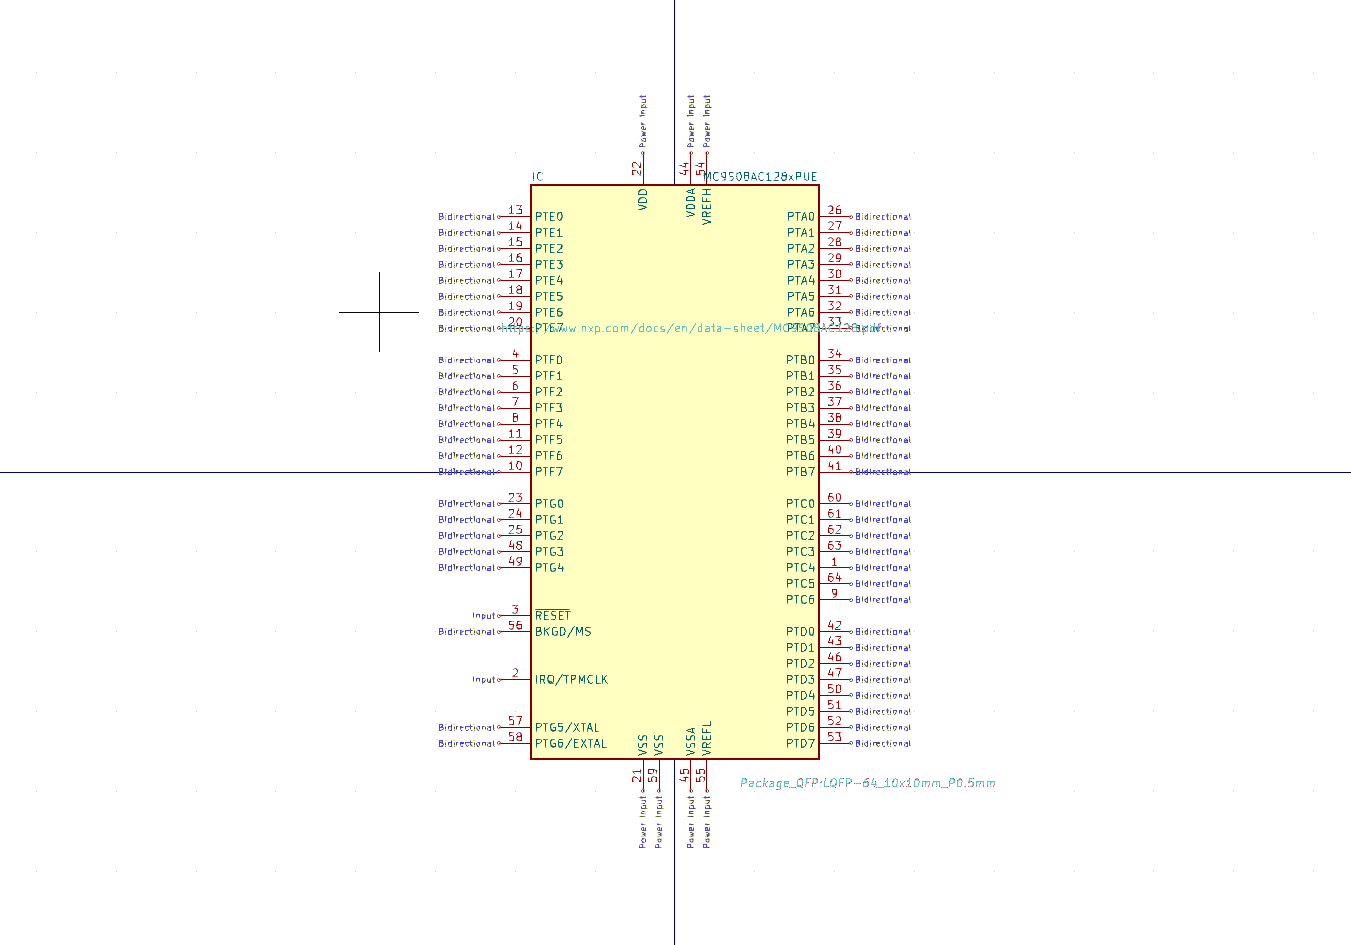 Power Input
Power Input
Power Input
22
44
54
IC
MC9S08AC128xPUE
VDD
VDDA
VREFH
Bidirectional 13 PTE0
PTA0 26 Bidirectional
Bidirectional 14 PTE1
PTA1 27 Bidirectional
Bidirectional 15 PTE2
PTA2 28 Bidirectional
Bidirectional 16 PTE3
PTA3 29 Bidirectional
Bidirectional 17 PTE4
PTA4 30 Bidirectional
Bidirectional 18 PTE5
PTA5 31 Bidirectional
Bidirectional 19 PTE6
PTA6 32 Bidirectional
Bidirectional 20 PTE7
https://www.nxp.com/docs/en/data-sheet/MC9S08AC128.pdf
PTA7 33 Bidirectional
Bidirectional 4 PTF0
PTB0 34 Bidirectional
Bidirectional 5 PTF1
PTB1 35 Bidirectional
Bidirectional 6 PTF2
PTB2 36 Bidirectional
Bidirectional 7 PTF3
PTB3 37 Bidirectional
Bidirectional 8 PTF4
PTB4 38 Bidirectional
Bidirectional 11 PTF5
PTB5 39 Bidirectional
Bidirectional 12 PTF6
PTB6 40 Bidirectional
Bidirectional 10 PTF7
PTB7 41 Bidirectional
Bidirectional 23 PTG0
PTC0 60 Bidirectional
Bidirectional 24 PTG1
PTC1 61 Bidirectional
Bidirectional 25 PTG2
PTC2 62 Bidirectional
Bidirectional 48 PTG3
PTC3 63 Bidirectional
Bidirectional 49 PTG4
PTC4 1 Bidirectional
PTC5 64 Bidirectional
PTC6 9 Bidirectional
Input 3 RESET
Bidirectional 56 BKGD/MS
PTD0 42 Bidirectional
PTD1 43 Bidirectional
PTD2 46 Bidirectional
Input 2 IRQ/TPMCLK
PTD3 47 Bidirectional
PTD4 50 Bidirectional
PTD5 51 Bidirectional
Bidirectional 57 PTG5/XTAL
PTD6 52 Bidirectional
Bidirectional 58 PTG6/EXTAL
PTD7 53 Bidirectional
VSS
VSS
VSSA
VREFL
21
59
45
55
Package_QFP:LQFP-64_10x10mm_P0.5mm
Power Input
Power Input
Power Input
Power Input